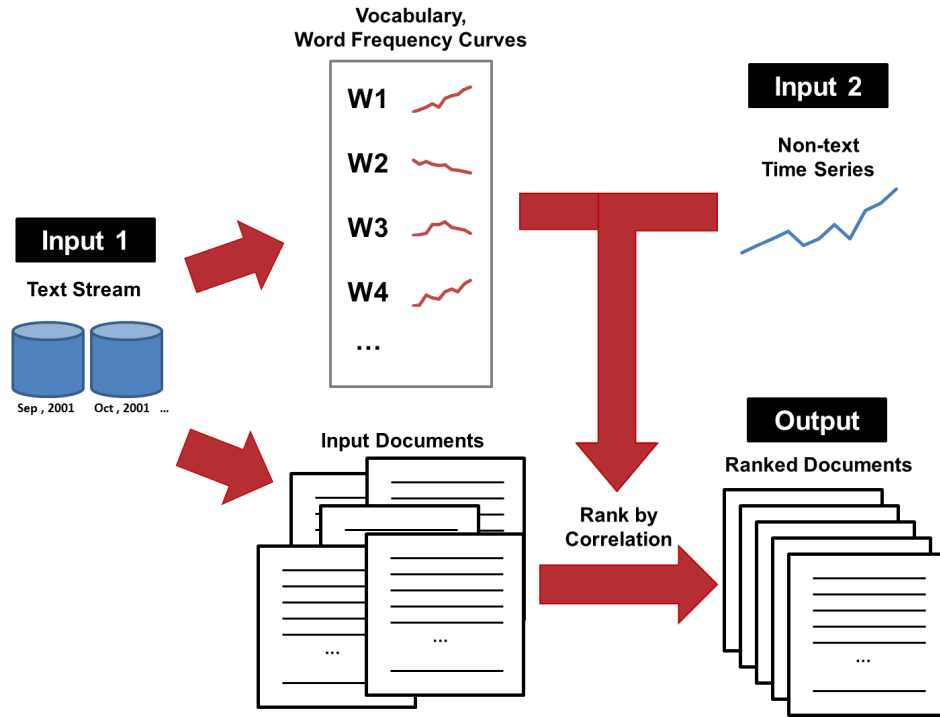 Vocabulary,
Word Frequency Curves
W1
W2
W3
W4
...
Input 2
Non-text
Time Series
Input 1
Text Stream
Sep , 2001 Oct , 2001 ...
Input Documents
...
...
Rank by
Correlation
Output
Ranked Documents
...